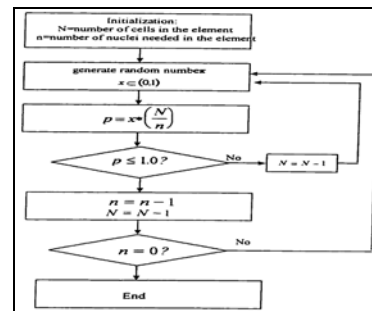 Initialization:
N=number of cells in the element
n=number of nuclei needed in the element
generate random number
x ⊂ (0,1)
p = x*(N/n)
p ≤ 1.0 ?
No
N = N - 1
n = n - 1
N = N - 1
n = 0 ?
No
End